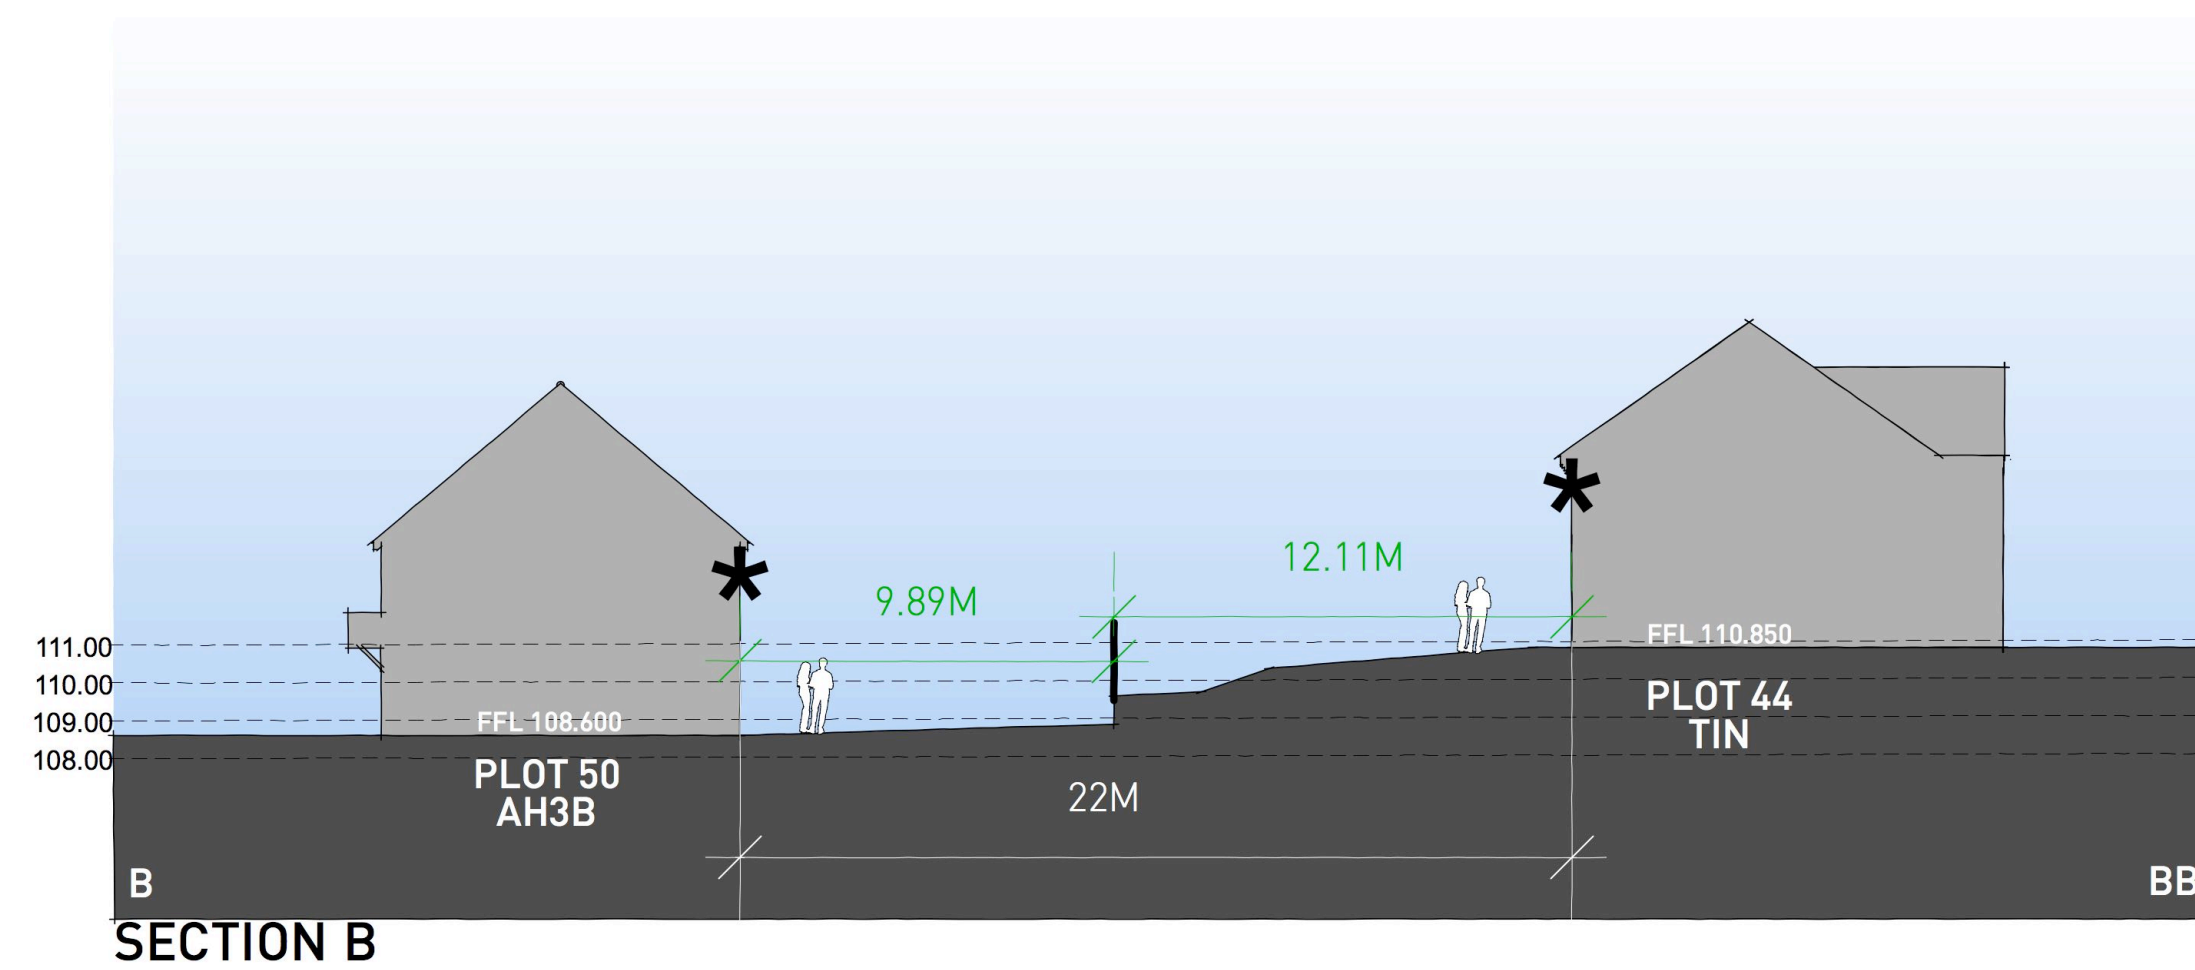 12.11M
9.89M
111.00
FFL 110.850
110.00
PLOT 44
TIN
109.00
FFL 108.600
108.00
PLOT 50
AH3B
22M
B
BB
SECTION B